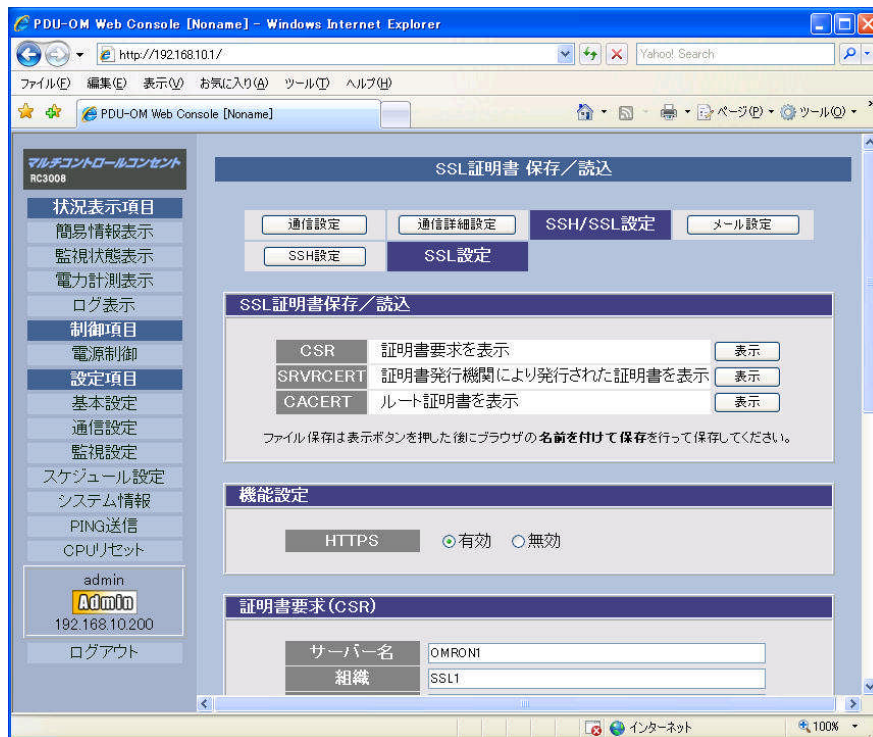 PDU-OM Web Console [Noname] - Windows Internet Explorer
http://192.168.10.1/
Yahoo! Search
ファイル(F) 編集(E) 表示(V) お気に入り(A) ツール(T) ヘルプ(H)
PDU-OM Web Console [Noname]
ページ(P) ツール(O)
マルチコントロールコンセント
RC3008
状況表示項目
簡易情報表示
監視状態表示
電力計測表示
ログ表示
制御項目
電源制御
設定項目
基本設定
通信設定
監視設定
スケジュール設定
システム情報
PING送信
CPUリセット
admin
Admin
192.168.10.200
ログアウト
SSL証明書 保存／読込
通信設定 通信詳細設定 SSH/SSL設定 メール設定
SSH設定 SSL設定
SSL証明書保存／読込
CSR 証明書要求を表示 表示
SRVRCERT 証明書発行機関により発行された証明書を表示 表示
CACERT ルート証明書を表示 表示
ファイル保存は表示ボタンを押した後にブラウザの名前を付けて保存を行って保存してください。
機能設定
HTTPS 有効 無効
証明書要求(CSR)
サーバー名 OMRON1
組織 SSL1
インターネット 100%